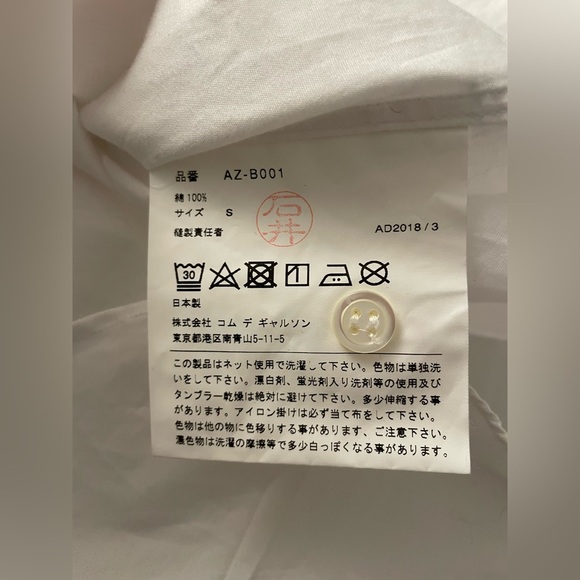 品番 AZ-B001
綿 100%
サイズ S
石井
縫製責任者
AD2018/3
30
日本製
株式会社 コム デ ギャルソン
東京都港区南青山5-11-5
この製品はネット使用で洗濯して下さい。色物は単独洗
いをして下さい。漂白剤、蛍光剤入り洗剤等の使用及び
タンブラー乾燥は絶対に避けて下さい。多少伸縮する事
があります。アイロン掛けは必ず当て布をして下さい。
色物は他の物に色移りする事があります、ご注意下さい。
濃色物は洗濯の摩擦等で多少白っぽくなる事があります。